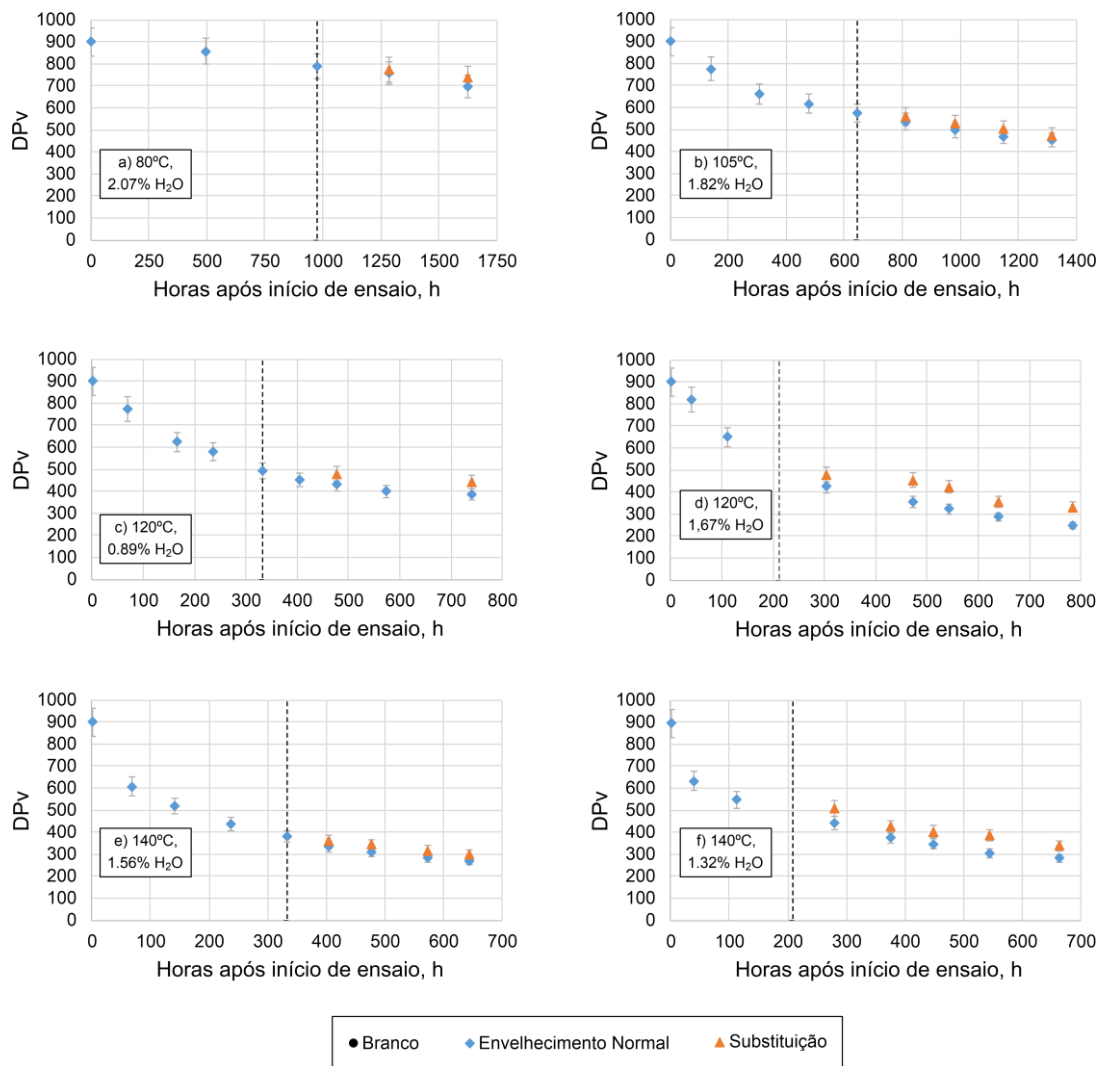 1000
900
800
700
600
500
400
300
200
100
0
DPv
a) 80ºC,
2.07% H₂O
0 250 500 750 1000 1250 1500 1750
Horas após início de ensaio, h
1000
900
800
700
600
500
400
300
200
100
0
DPv
b) 105ºC,
1.82% H₂O
0 200 400 600 800 1000 1200 1400
Horas após início de ensaio, h
1000
900
800
700
600
500
400
300
200
100
0
DPv
c) 120ºC,
0.89% H₂O
0 100 200 300 400 500 600 700 800
Horas após início de ensaio, h
1000
900
800
700
600
500
400
300
200
100
0
DPv
d) 120ºC,
1,67% H₂O
0 100 200 300 400 500 600 700 800
Horas após início de ensaio, h
1000
900
800
700
600
500
400
300
200
100
0
DPv
e) 140ºC,
1.56% H₂O
0 100 200 300 400 500 600 700
Horas após início de ensaio, h
1000
900
800
700
600
500
400
300
200
100
0
DPv
f) 140ºC,
1.32% H₂O
0 100 200 300 400 500 600 700
Horas após início de ensaio, h
Branco Envelhecimento Normal Substituição